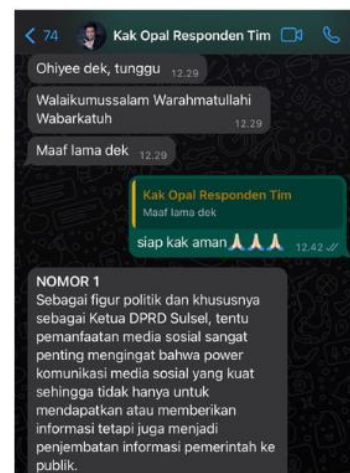 74 Kak Opal Responden Tim
Ohiyee dek, tunggu 12.29
Walaikumussalam Warahmatullahi
Wabarkatuh 12.29
Maaf lama dek 12.29
Kak Opal Responden Tim
Maaf lama dek
siap kak aman🙏🏻🙏🏻🙏🏻 12.42
NOMOR 1
Sebagai figur politik dan khususnya
sebagai Ketua DPRD Sulsel, tentu
pemanfaatan media sosial sangat
penting mengingat bahwa power
komunikasi media sosial yang kuat
sehingga tidak hanya untuk
mendapatkan atau memberikan
informasi tetapi juga menjadi
penjembatan informasi pemerintah ke
publik.